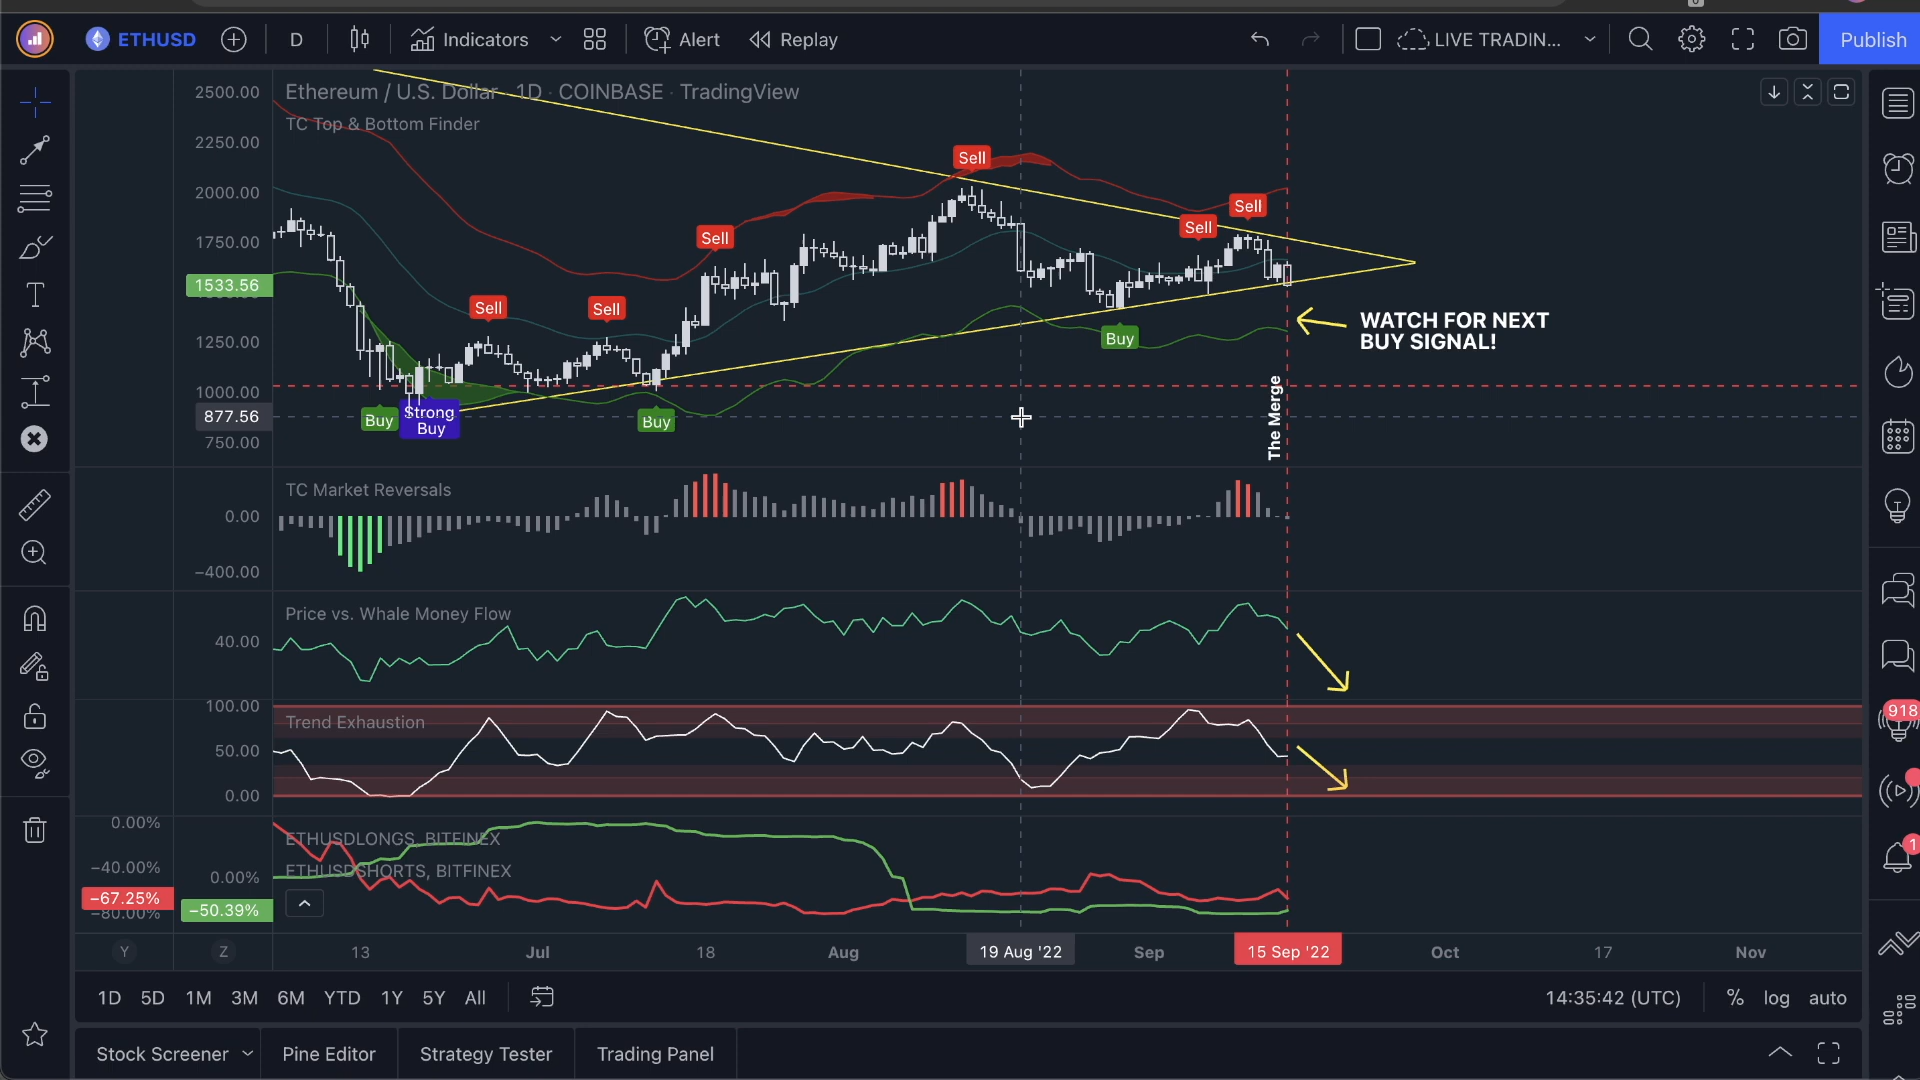 ETHUSD
D
Indicators
Alert
Replay
LIVE TRADIN...
Publish
Ethereum / U.S. Dollar · 1D · COINBASE · TradingView
TC Top & Bottom Finder
2500.00
2250.00
2000.00
1750.00
1533.56
1250.00
1000.00
877.56
750.00
Sell
Sell
Sell
Sell
Sell
Sell
Buy
Strong
Buy
Buy
Buy
WATCH FOR NEXT
BUY SIGNAL!
The Merge
TC Market Reversals
0.00
−400.00
Price vs. Whale Money Flow
40.00
Trend Exhaustion
100.00
50.00
0.00
ETHUSDLONGS, BITFINEX
ETHUSDSHORTS, BITFINEX
0.00%
−40.00%
−67.25%
−80.00%
0.00%
−50.39%
Y
Z
13
Jul
18
Aug
19 Aug '22
Sep
15 Sep '22
Oct
17
Nov
918
1
1D
5D
1M
3M
6M
YTD
1Y
5Y
All
14:35:42 (UTC)
%
log
auto
Stock Screener
Pine Editor
Strategy Tester
Trading Panel